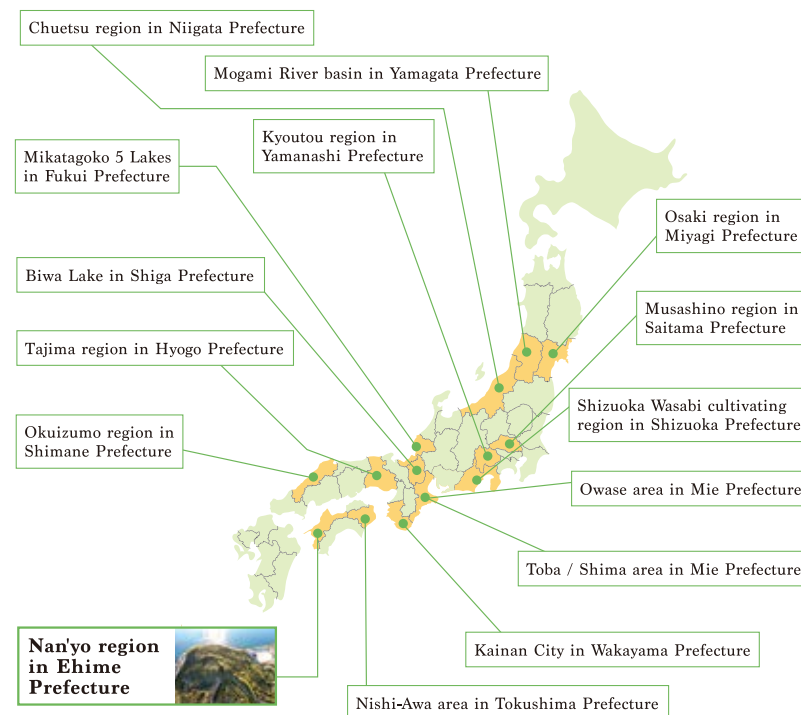 Chuetsu region in Niigata Prefecture
Mogami River basin in Yamagata Prefecture
Kyoutou region in
Yamanashi Prefecture
Mikatagoko 5 Lakes
in Fukui Prefecture
Osaki region in
Miyagi Prefecture
Biwa Lake in Shiga Prefecture
Musashino region in
Saitama Prefecture
Tajima region in Hyogo Prefecture
Shizuoka Wasabi cultivating
region in Shizuoka Prefecture
Okuizumo region in
Shimane Prefecture
Owase area in Mie Prefecture
Toba / Shima area in Mie Prefecture
Nan'yo region
in Ehime
Prefecture
Kainan City in Wakayama Prefecture
Nishi-Awa area in Tokushima Prefecture